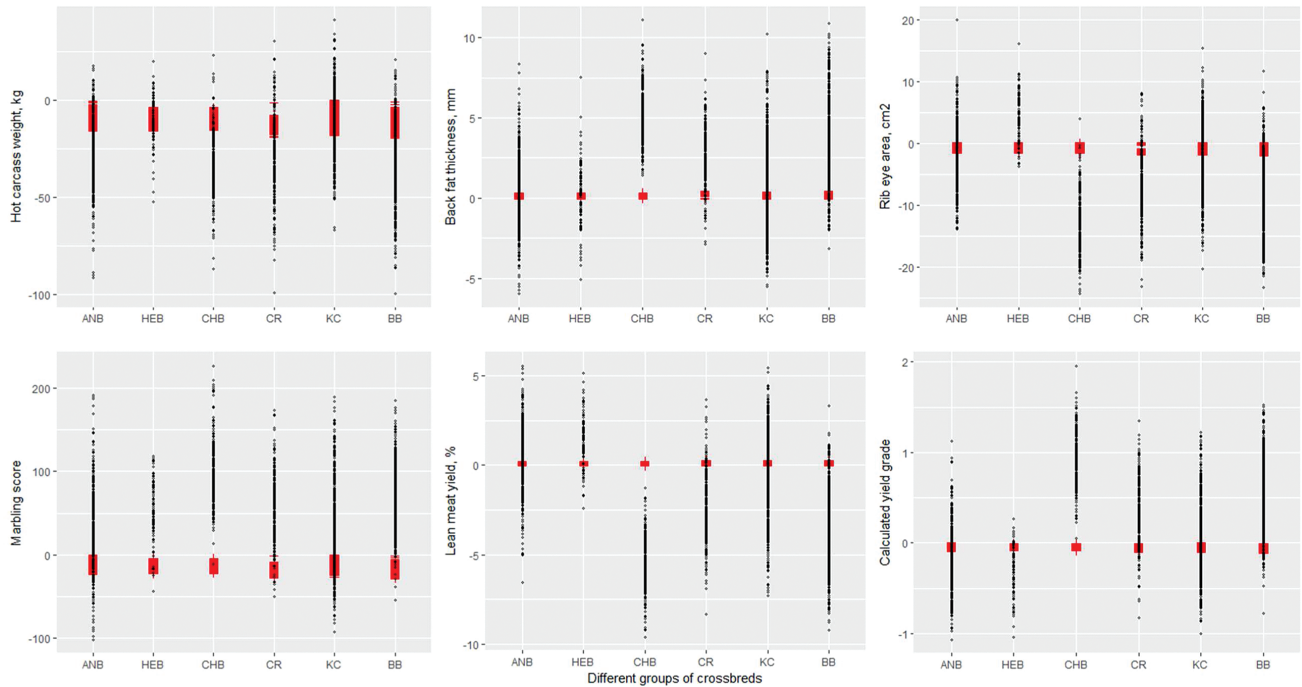 Hot carcass weight, kg
0
-50
-100
ANB HEB CHB CR KC BB
Back fat thickness, mm
10
5
0
-5
ANB HEB CHB CR KC BB
Rib eye area, cm2
20
10
0
-10
-20
ANB HEB CHB CR KC BB
Marbling score
200
100
0
-100
ANB HEB CHB CR KC BB
Lean meat yield, %
5
0
-5
-10
ANB HEB CHB CR KC BB
Different groups of crossbreds
Calculated yield grade
2
1
0
-1
ANB HEB CHB CR KC BB